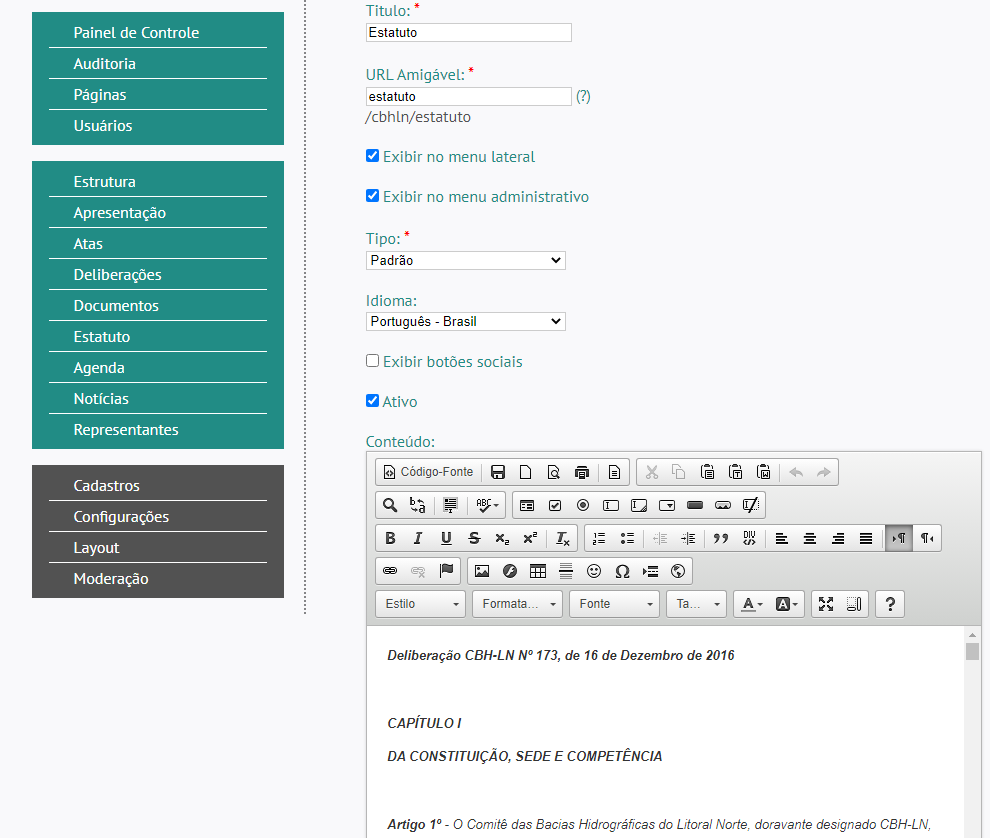 Painel de Controle
Auditoria
Páginas
Usuários
Estrutura
Apresentação
Atas
Deliberações
Documentos
Estatuto
Agenda
Notícias
Representantes
Cadastros
Configurações
Layout
Moderação
Titulo: *
Estatuto
URL Amigável: *
estatuto (?)
/cbhln/estatuto
Exibir no menu lateral
Exibir no menu administrativo
Tipo: *
Padrão
Idioma:
Português - Brasil
Exibir botões sociais
Ativo
Conteúdo:
Código-Fonte
Estilo Formata... Fonte Ta...
Deliberação CBH-LN Nº 173, de 16 de Dezembro de 2016
CAPÍTULO I
DA CONSTITUIÇÃO, SEDE E COMPETÊNCIA
Artigo 1º - O Comitê das Bacias Hidrográficas do Litoral Norte, doravante designado CBH-LN,